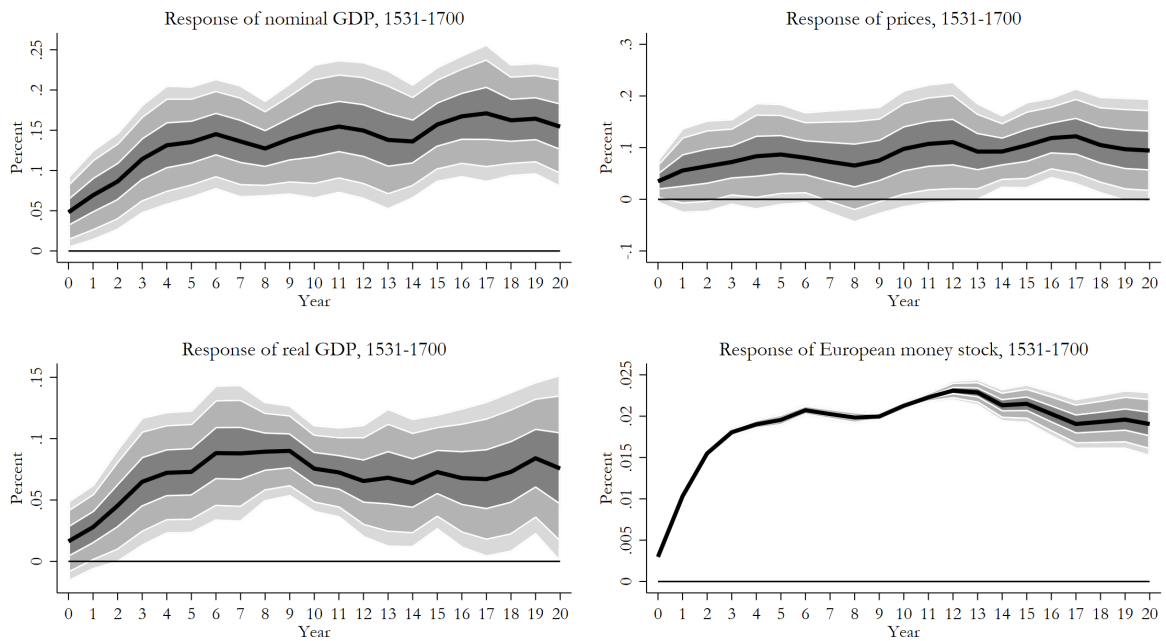 Response of nominal GDP, 1531-1700
Percent
.25
.2
.15
.1
.05
0
0 1 2 3 4 5 6 7 8 9 10 11 12 13 14 15 16 17 18 19 20
Year
Response of prices, 1531-1700
Percent
.3
.2
.1
0
-.1
0 1 2 3 4 5 6 7 8 9 10 11 12 13 14 15 16 17 18 19 20
Year
Response of real GDP, 1531-1700
Percent
.15
.1
.05
0
0 1 2 3 4 5 6 7 8 9 10 11 12 13 14 15 16 17 18 19 20
Year
Response of European money stock, 1531-1700
Percent
.025
.02
.015
.01
.005
0
0 1 2 3 4 5 6 7 8 9 10 11 12 13 14 15 16 17 18 19 20
Year